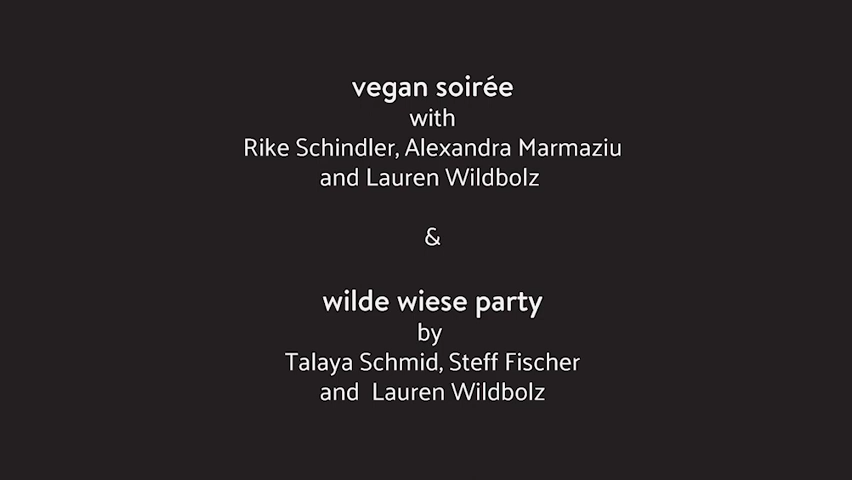 vegan soirée
with
Rike Schindler, Alexandra Marmaziu
and Lauren Wildbolz
&
wilde wiese party
by
Talaya Schmid, Steff Fischer
and Lauren Wildbolz